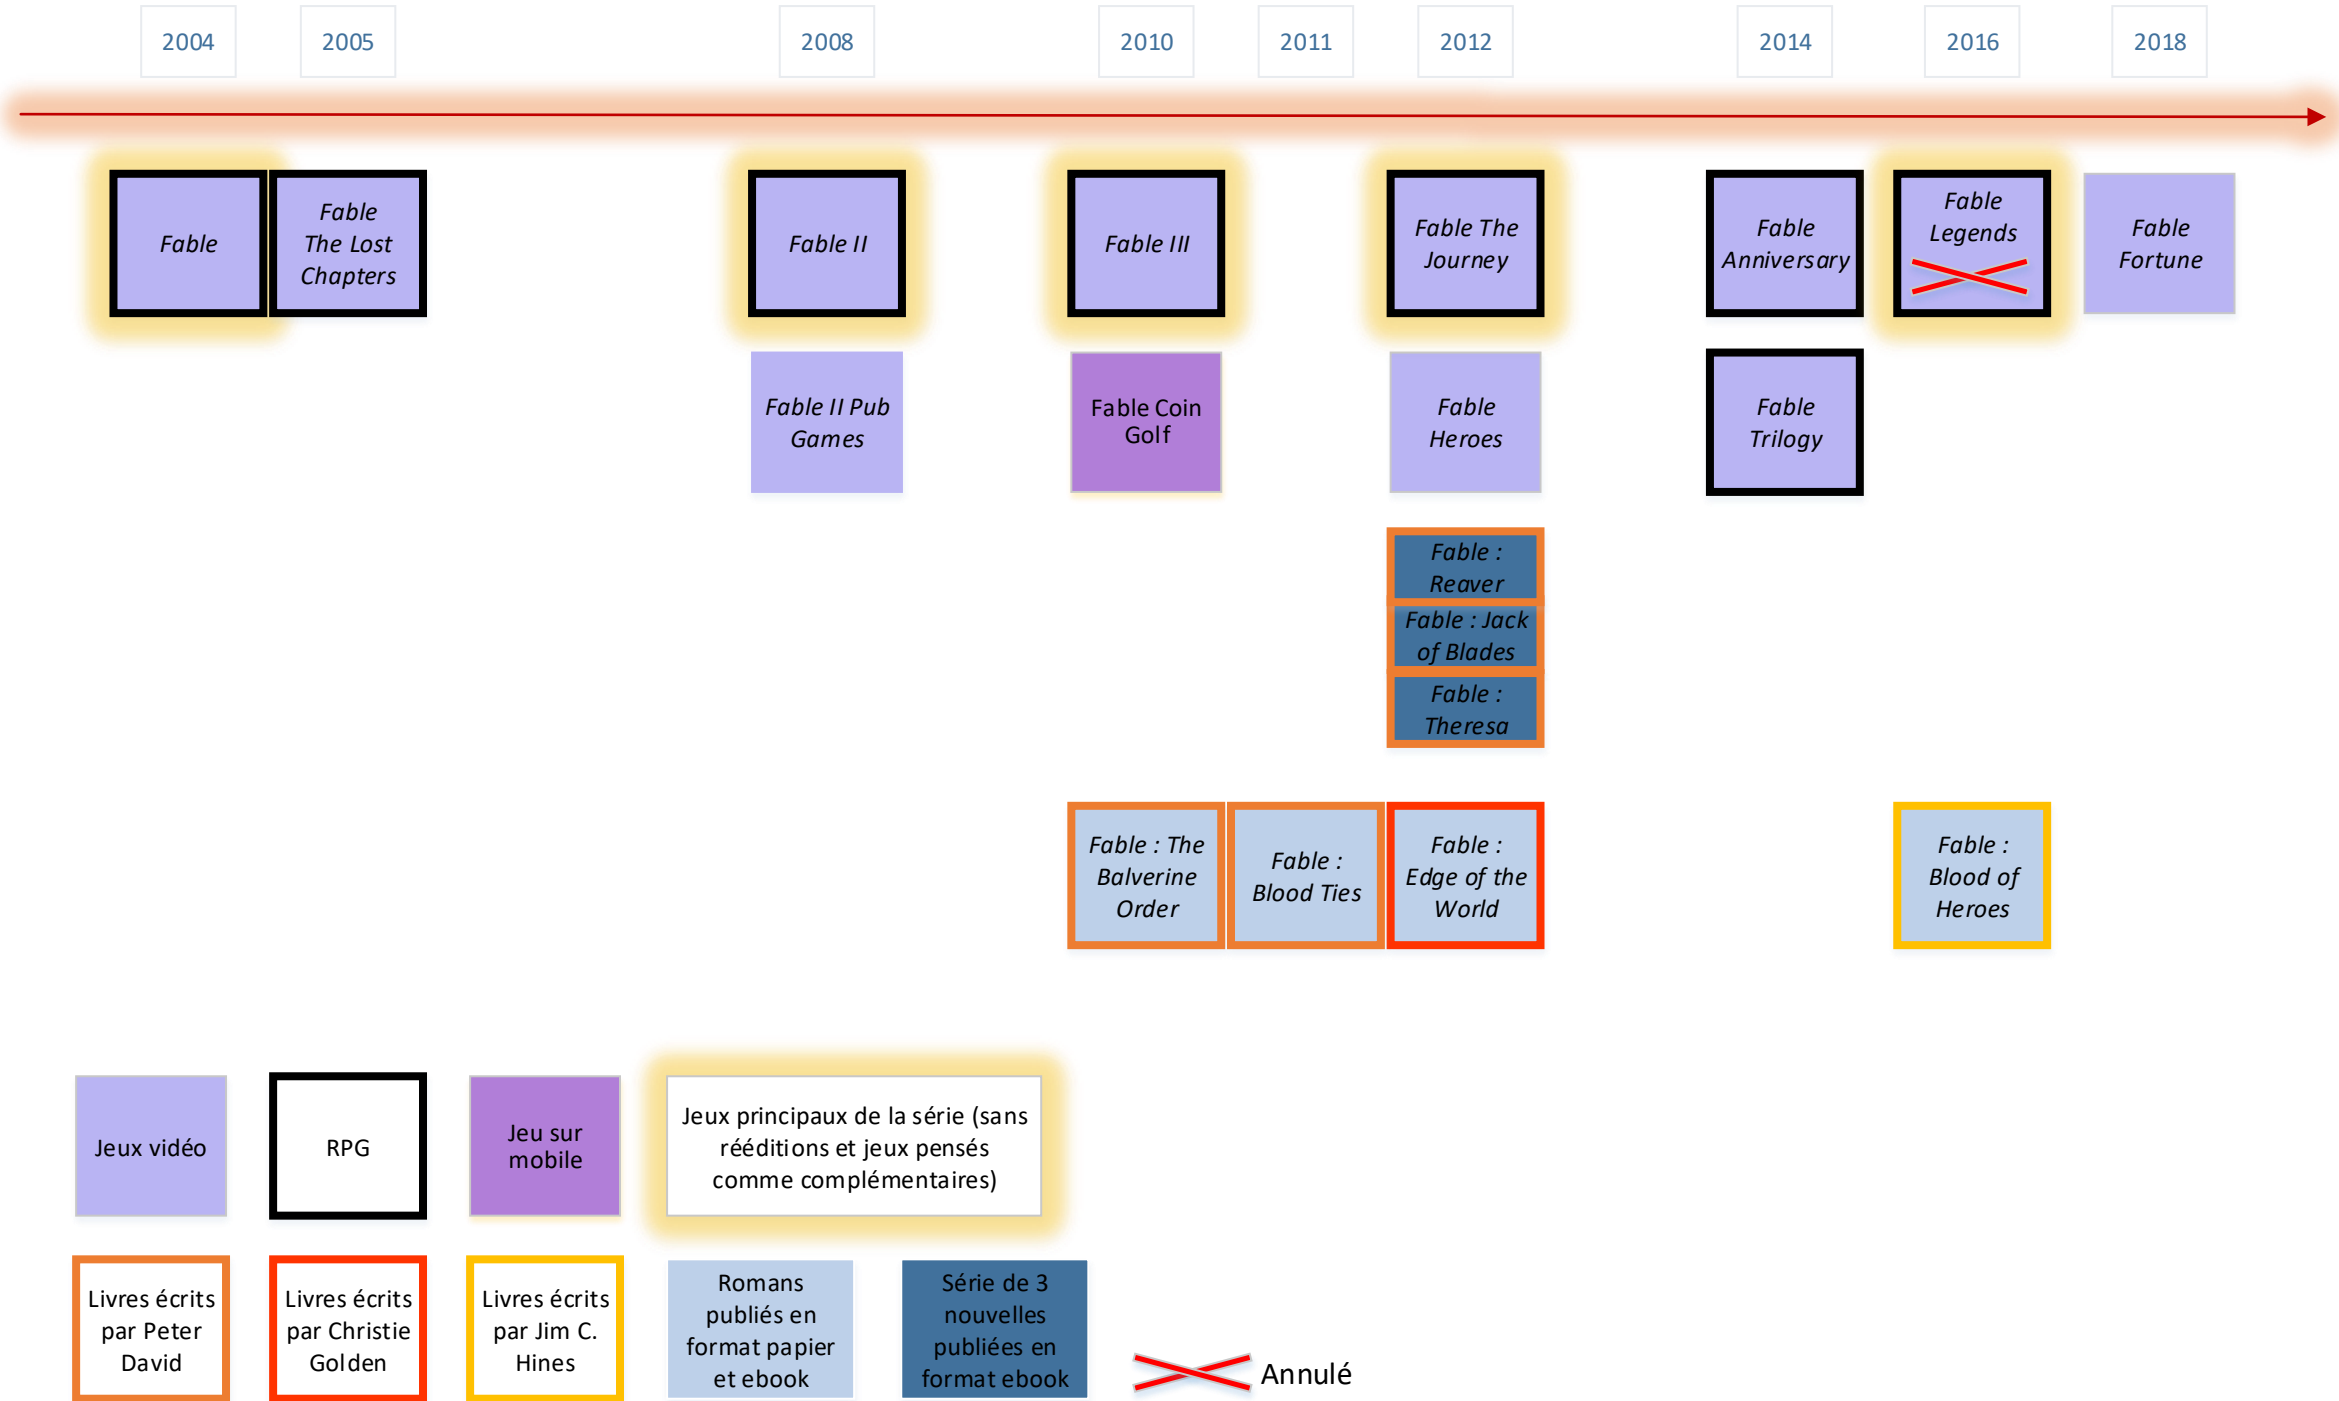 2004
2005
2008
2010
2011
2012
2014
2016
2018
Fable
Fable
The Lost
Chapters
Fable II
Fable III
Fable The
Journey
Fable
Anniversary
Fable
Legends
Fable
Fortune
Fable II Pub
Games
Fable Coin
Golf
Fable
Heroes
Fable
Trilogy
Fable :
Reaver
Fable : Jack
of Blades
Fable :
Theresa
Fable : The
Balverine
Order
Fable :
Blood Ties
Fable :
Edge of the
World
Fable :
Blood of
Heroes
Jeux vidéo
RPG
Jeu sur
mobile
Jeux principaux de la série (sans
rééditions et jeux pensés
comme complémentaires)
Livres écrits
par Peter
David
Livres écrits
par Christie
Golden
Livres écrits
par Jim C.
Hines
Romans
publiés en
format papier
et ebook
Série de 3
nouvelles
publiées en
format ebook
Annulé